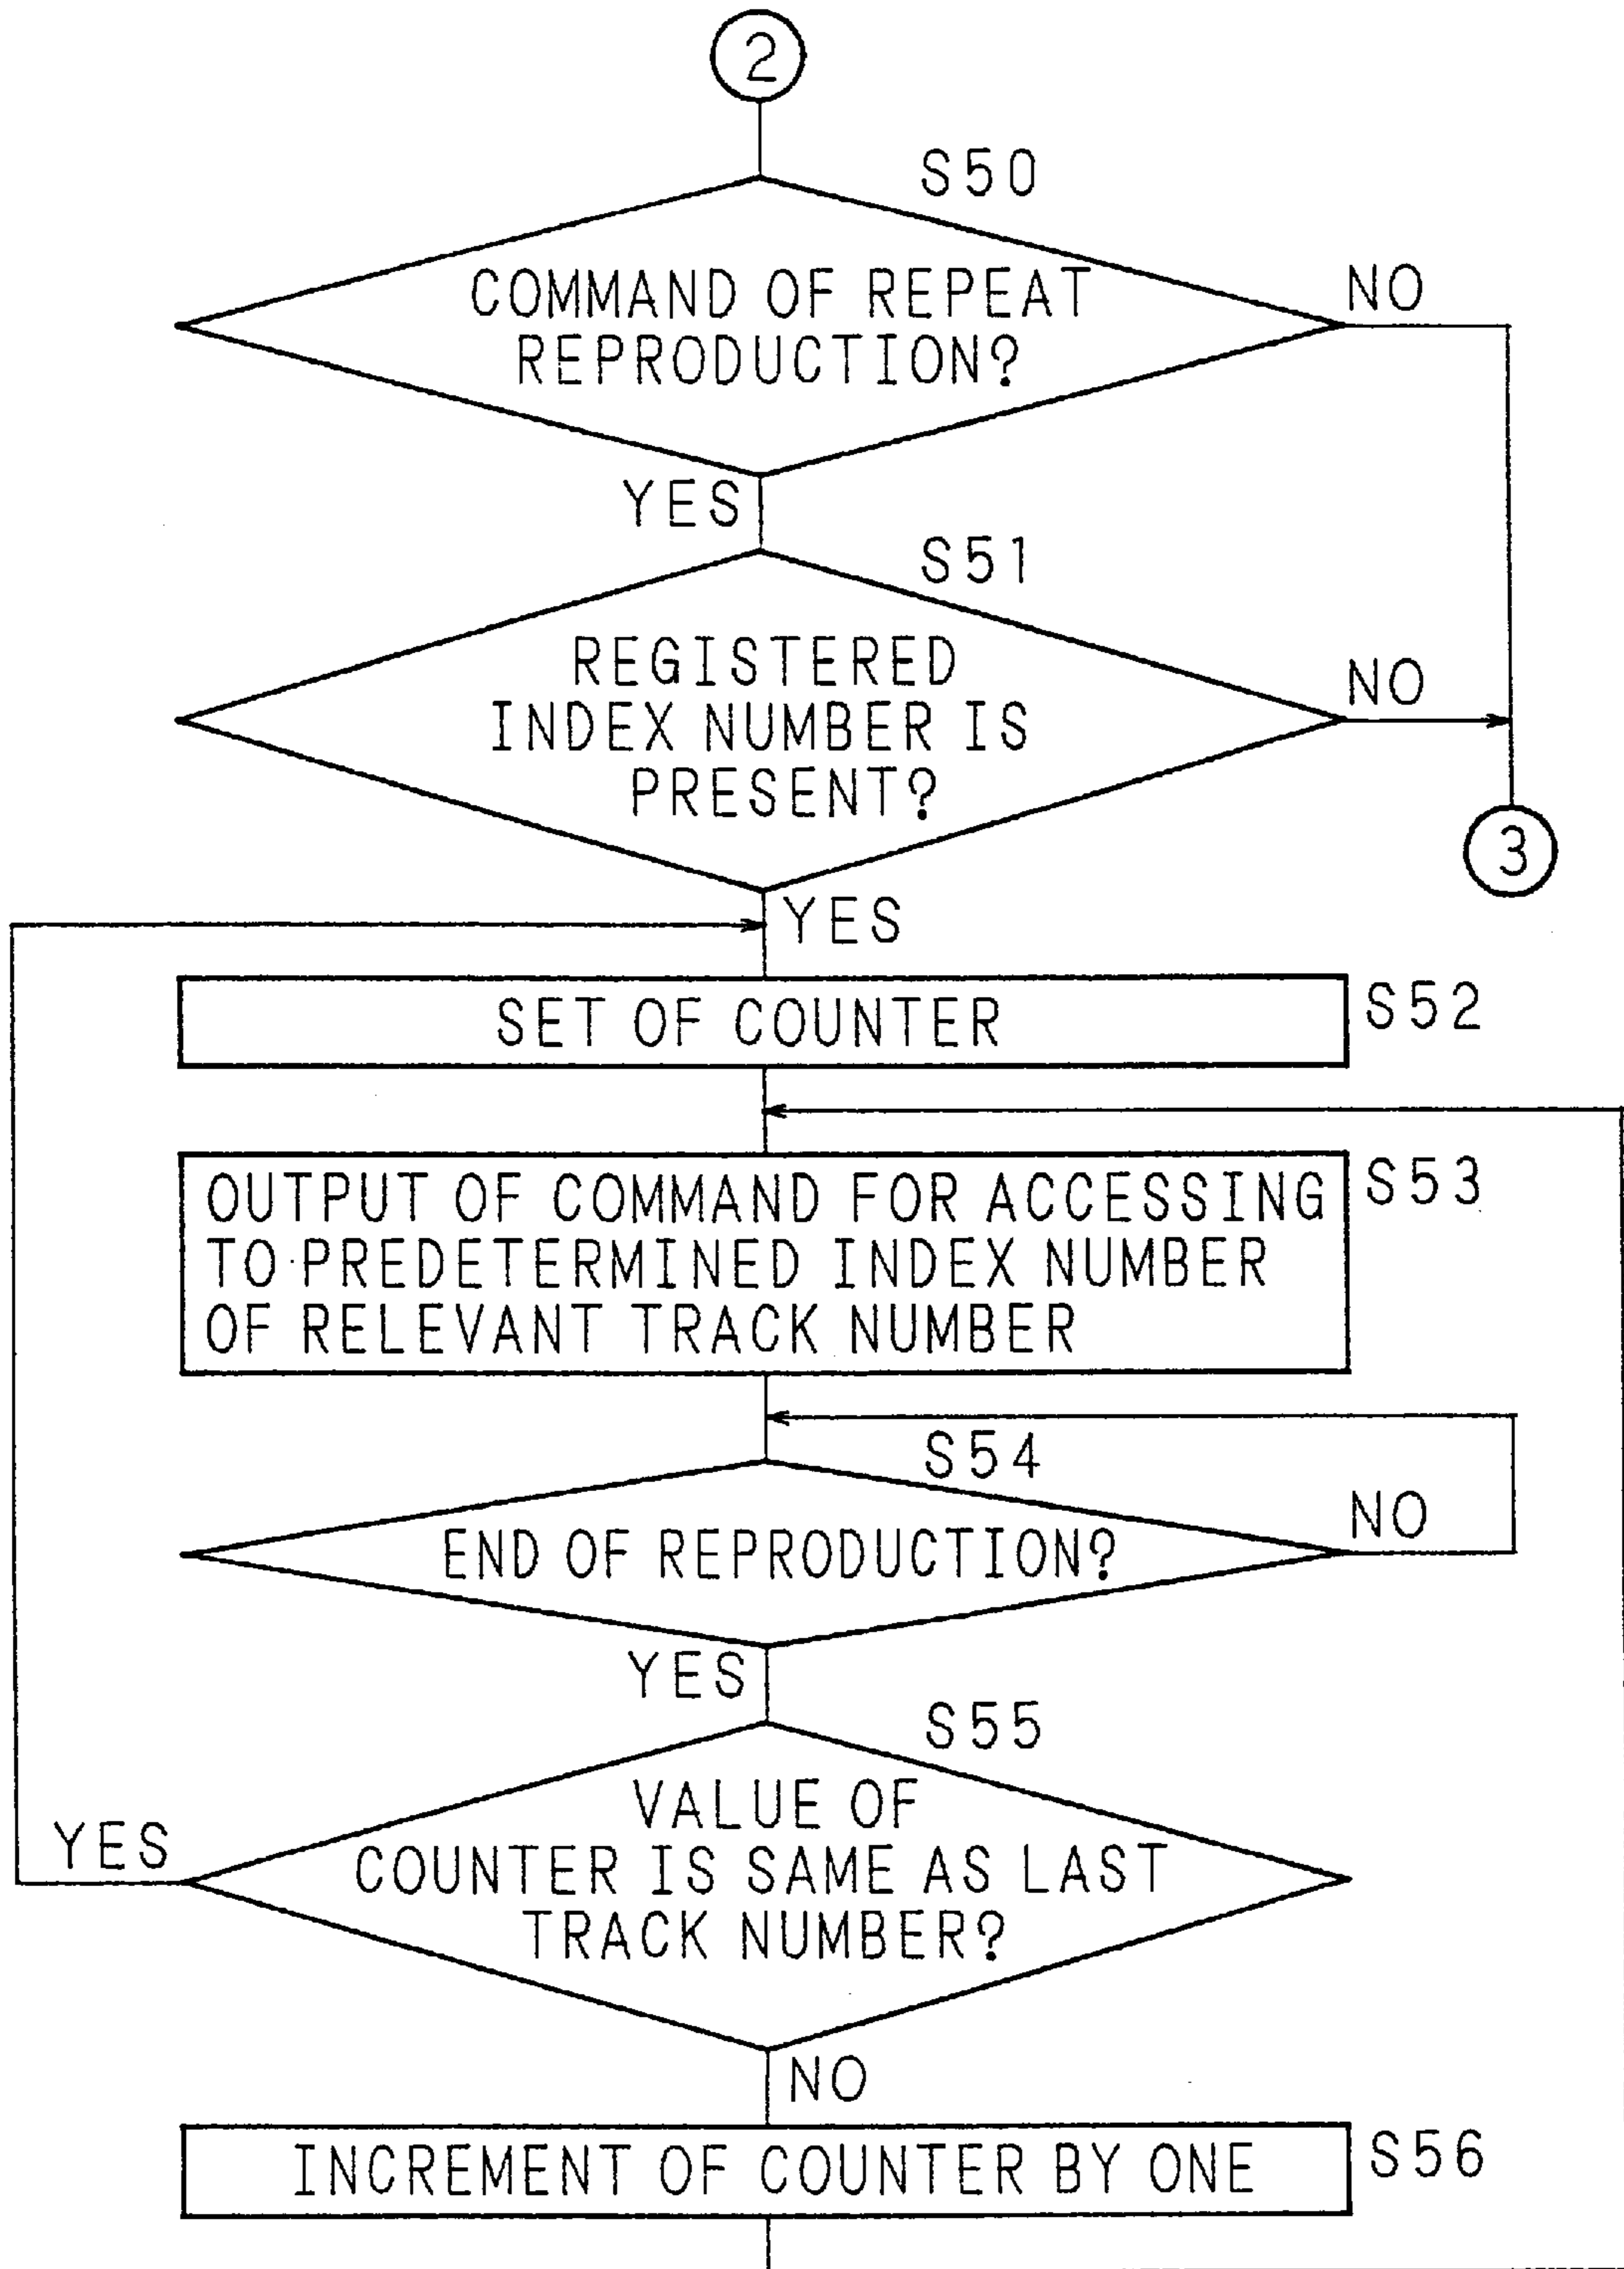 2
S50
COMMAND OF REPEAT
REPRODUCTION?
NO
YES
S51
REGISTERED
INDEX NUMBER IS
PRESENT?
NO
3
YES
SET OF COUNTER
S52
OUTPUT OF COMMAND FOR ACCESSING
TO PREDETERMINED INDEX NUMBER
OF RELEVANT TRACK NUMBER
S53
S54
END OF REPRODUCTION?
NO
YES
S55
VALUE OF
COUNTER IS SAME AS LAST
TRACK NUMBER?
YES
NO
INCREMENT OF COUNTER BY ONE
S56